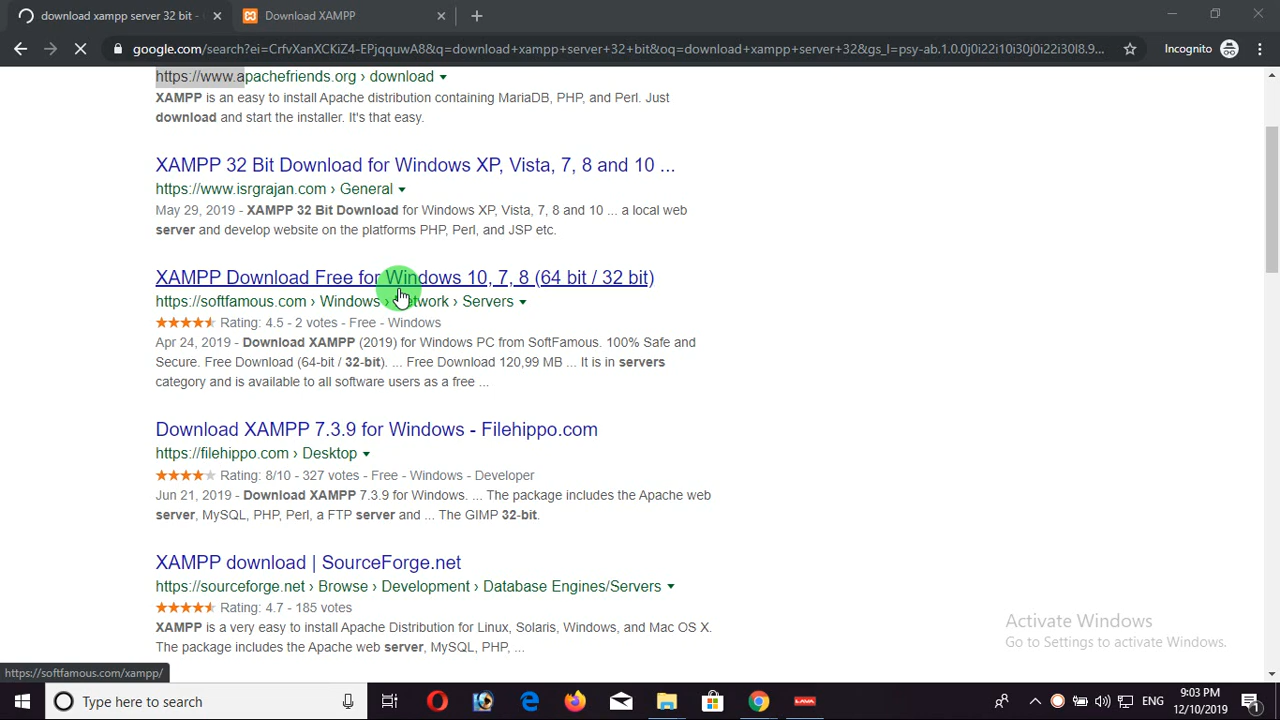 download xampp server 32 bit -
Download XAMPP
google.com/search?ei=CrfvXanXCKiZ4-EPjqquwA8&q=download+xampp+server+32+bit&oq=download+xampp+server+32&gs_l=psy-ab.1.0.0j0i22i10i30j0i22i30l8.9...
Incognito
https://www.apachefriends.org › download
XAMPP is an easy to install Apache distribution containing MariaDB, PHP, and Perl. Just
download and start the installer. It's that easy.
XAMPP 32 Bit Download for Windows XP, Vista, 7, 8 and 10 ...
https://www.isrgrajan.com › General
May 29, 2019 - XAMPP 32 Bit Download for Windows XP, Vista, 7, 8 and 10 ... a local web
server and develop website on the platforms PHP, Perl, and JSP etc.
XAMPP Download Free for Windows 10, 7, 8 (64 bit / 32 bit)
https://softfamous.com › Windows › Network › Servers
Rating: 4.5 - 2 votes - Free - Windows
Apr 24, 2019 - Download XAMPP (2019) for Windows PC from SoftFamous. 100% Safe and
Secure. Free Download (64-bit / 32-bit). ... Free Download 120,99 MB ... It is in servers
category and is available to all software users as a free ...
Download XAMPP 7.3.9 for Windows - Filehippo.com
https://filehippo.com › Desktop
Rating: 8/10 - 327 votes - Free - Windows - Developer
Jun 21, 2019 - Download XAMPP 7.3.9 for Windows. ... The package includes the Apache web
server, MySQL, PHP, Perl, a FTP server and ... The GIMP 32-bit.
XAMPP download | SourceForge.net
https://sourceforge.net › Browse › Development › Database Engines/Servers
Rating: 4.7 - 185 votes
XAMPP is a very easy to install Apache Distribution for Linux, Solaris, Windows, and Mac OS X.
The package includes the Apache web server, MySQL, PHP, ...
Activate Windows
Go to Settings to activate Windows.
https://softfamous.com/xampp/
Type here to search
LAVA
ENG
9:03 PM
12/10/2019
1